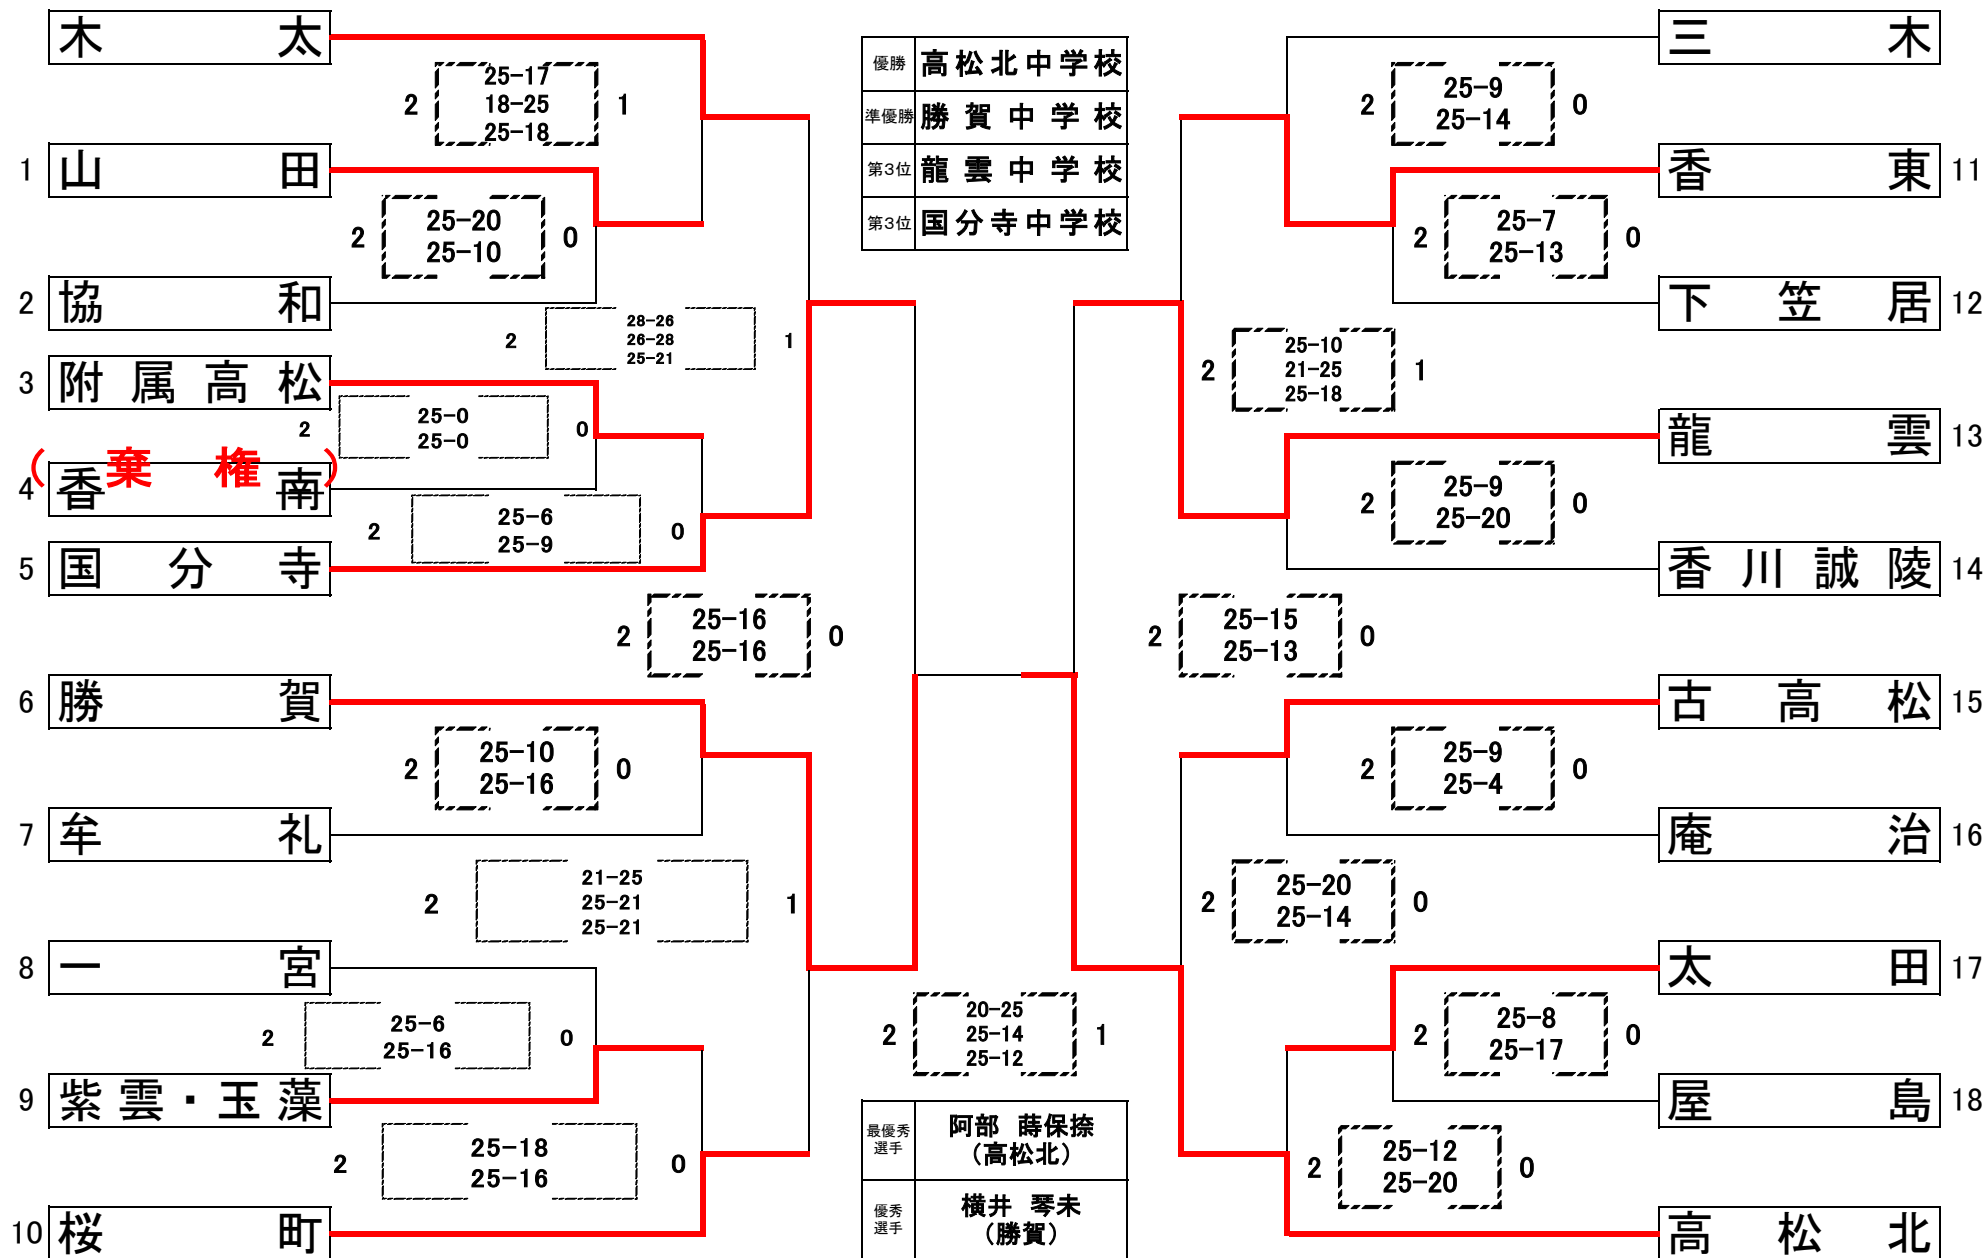 木太
2
25-17
18-25
25-18
1
1 山田
2
25-20
25-10
0
2 協和
2
28-26
26-28
25-21
1
3 附属高松
2
25-0
25-0
0
(棄権)
4 香南
2
25-6
25-9
0
5 国分寺
2
25-16
25-16
0
6 勝賀
2
25-10
25-16
0
7 牟礼
2
21-25
25-21
25-21
1
8 一宮
2
25-6
25-16
0
9 紫雲・玉藻
2
25-18
25-16
0
10 桜町
優勝 高松北中学校
準優勝 勝賀中学校
第3位 龍雲中学校
第3位 国分寺中学校
2
20-25
25-14
25-12
1
最優秀選手 阿部 蒔保捺
(高松北)
優秀選手 横井 琴未
(勝賀)
三木
2
25-9
25-14
0
香東 11
2
25-7
25-13
0
下笠居 12
2
25-10
21-25
25-18
1
龍雲 13
2
25-9
25-20
0
香川誠陵 14
2
25-15
25-13
0
古高松 15
2
25-9
25-4
0
庵治 16
2
25-20
25-14
0
太田 17
2
25-8
25-17
0
屋島 18
2
25-12
25-20
0
高松北